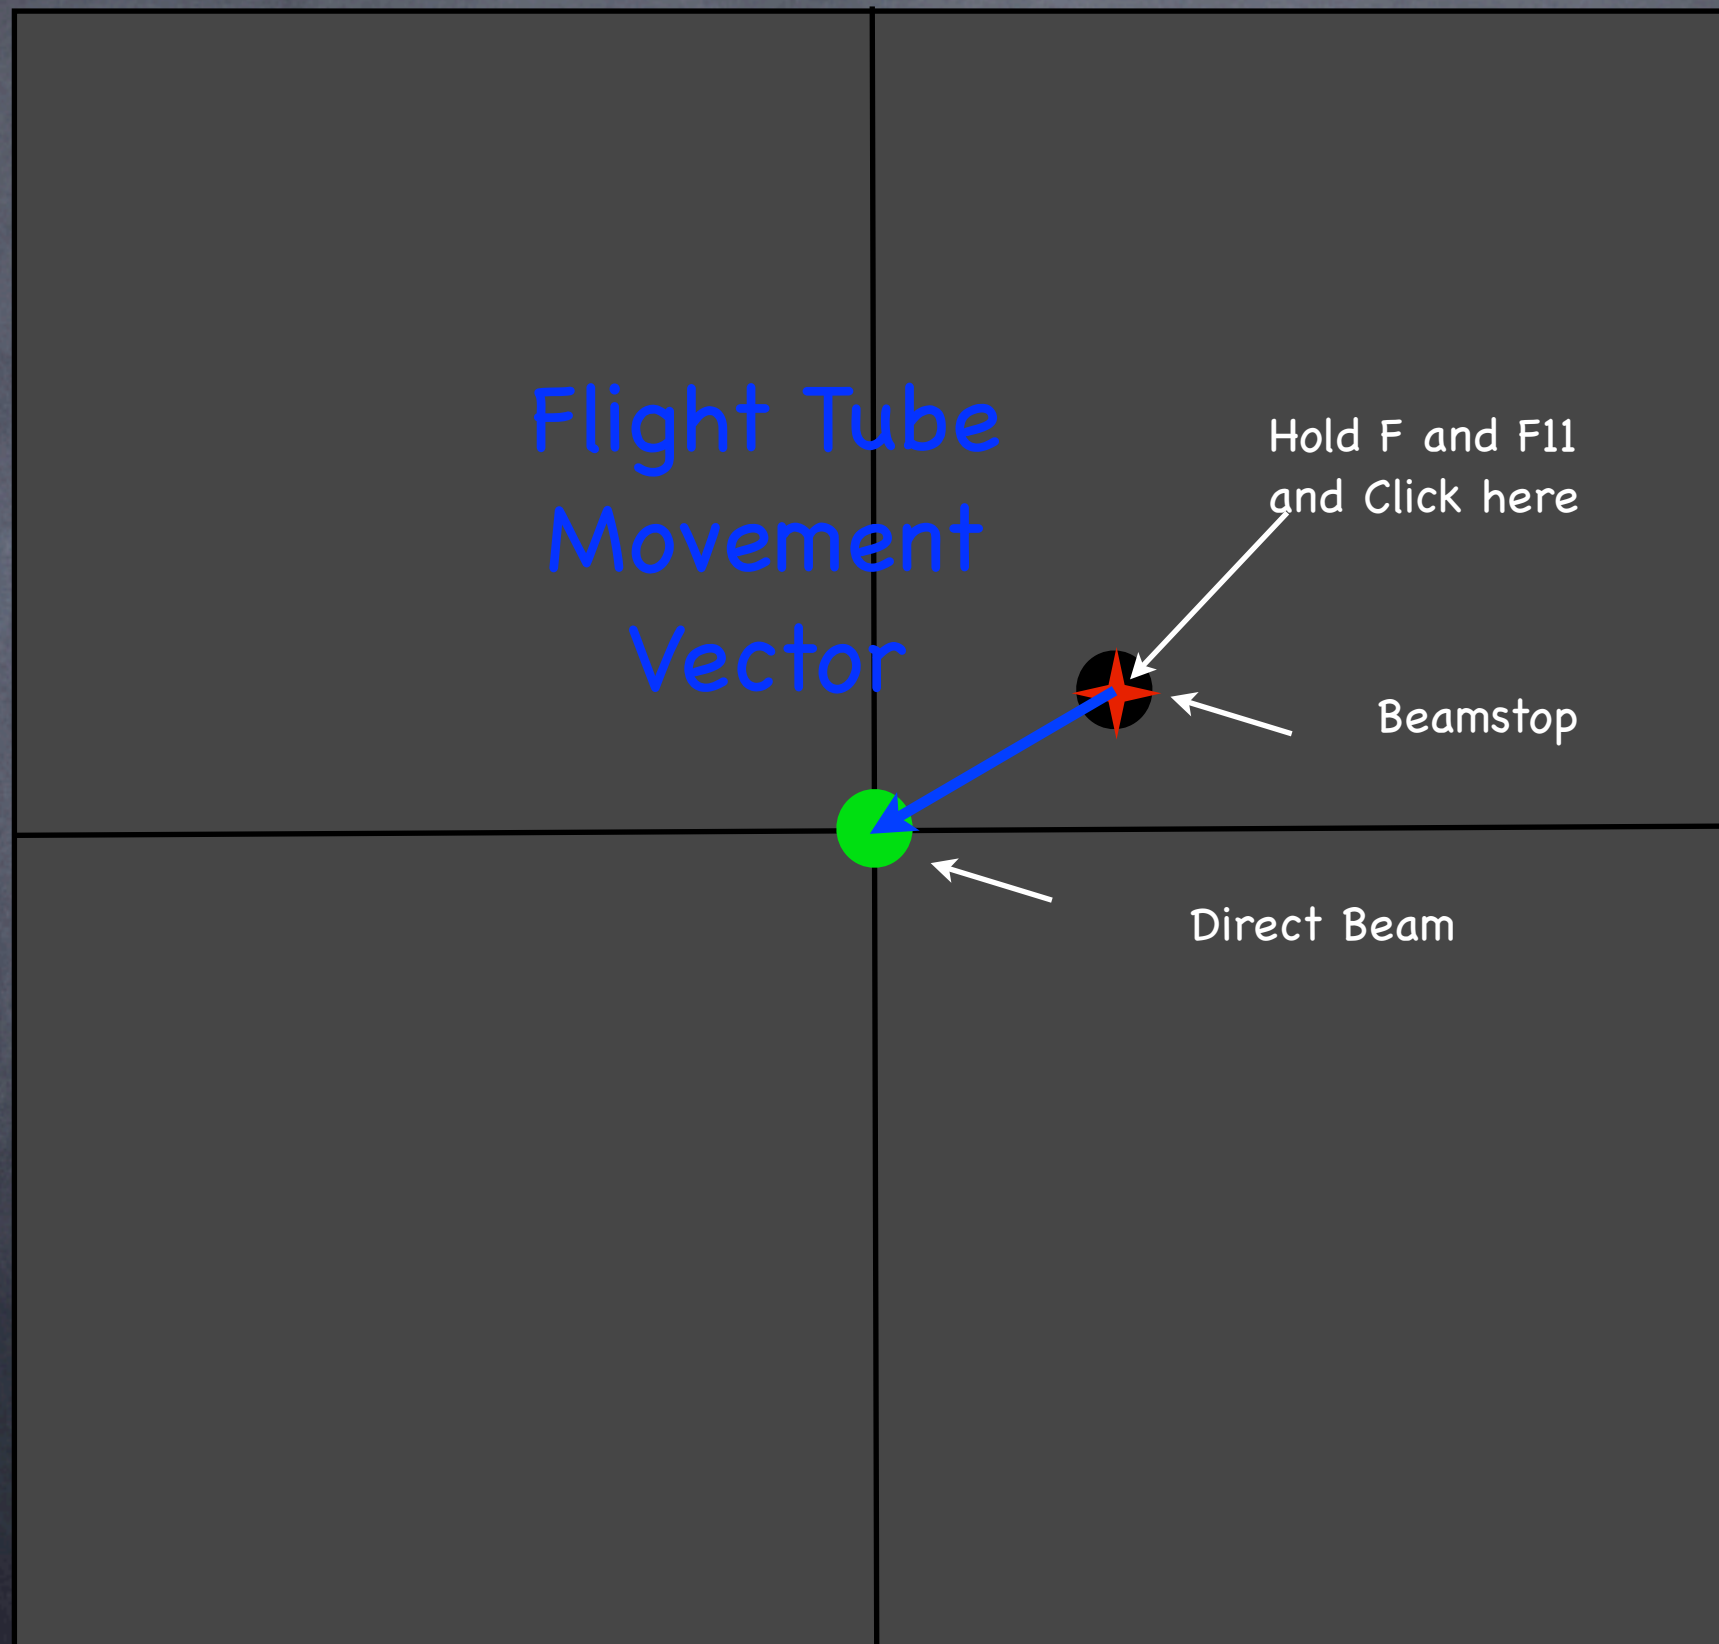 Flight Tube
Movement
Vector
Hold F and F11
and Click here
Beamstop
Direct Beam